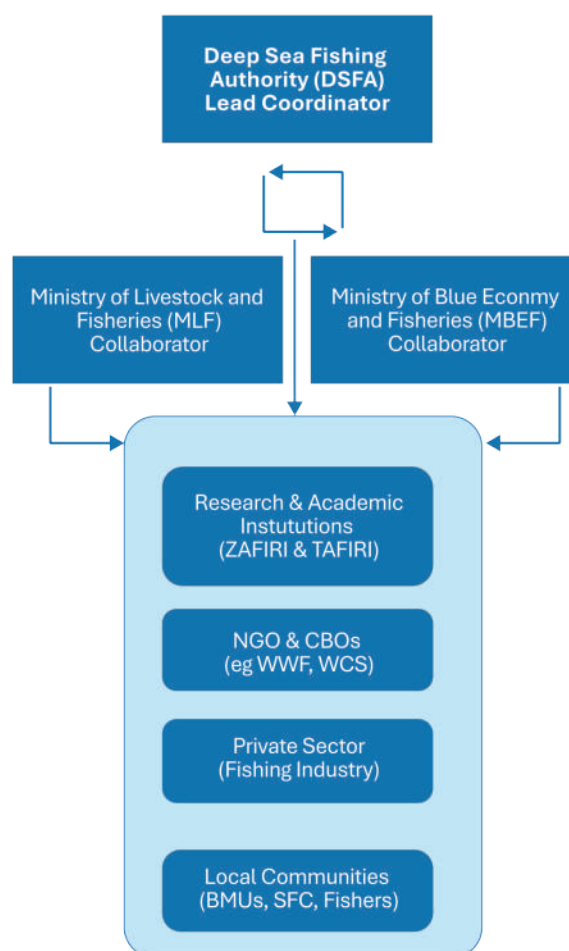 Deep Sea Fishing
Authority (DSFA)
Lead Coordinator
Ministry of Livestock and
Fisheries (MLF)
Collaborator
Ministry of Blue Econmy
and Fisheries (MBEF)
Collaborator
Research & Academic
Instututions
(ZAFIRI & TAFIRI)
NGO & CBOs
(eg WWF, WCS)
Private Sector
(Fishing Industry)
Local Communities
(BMUs, SFC, Fishers)